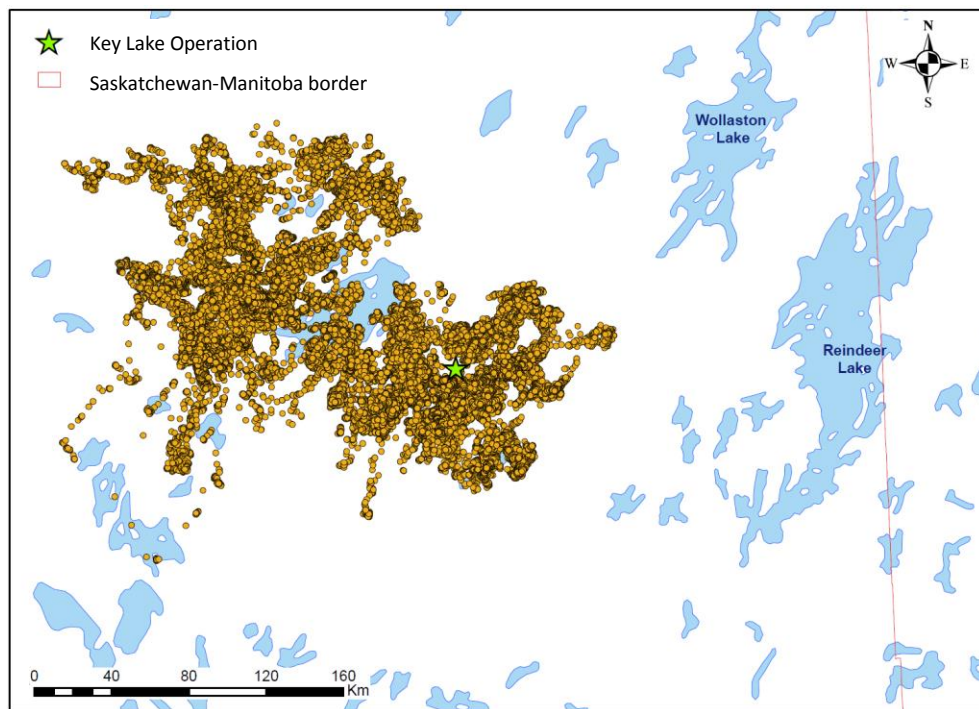 Key Lake Operation
Saskatchewan-Manitoba border
N
W
E
S
Wollaston
Lake
Reindeer
Lake
0 40 80 120 160
Km